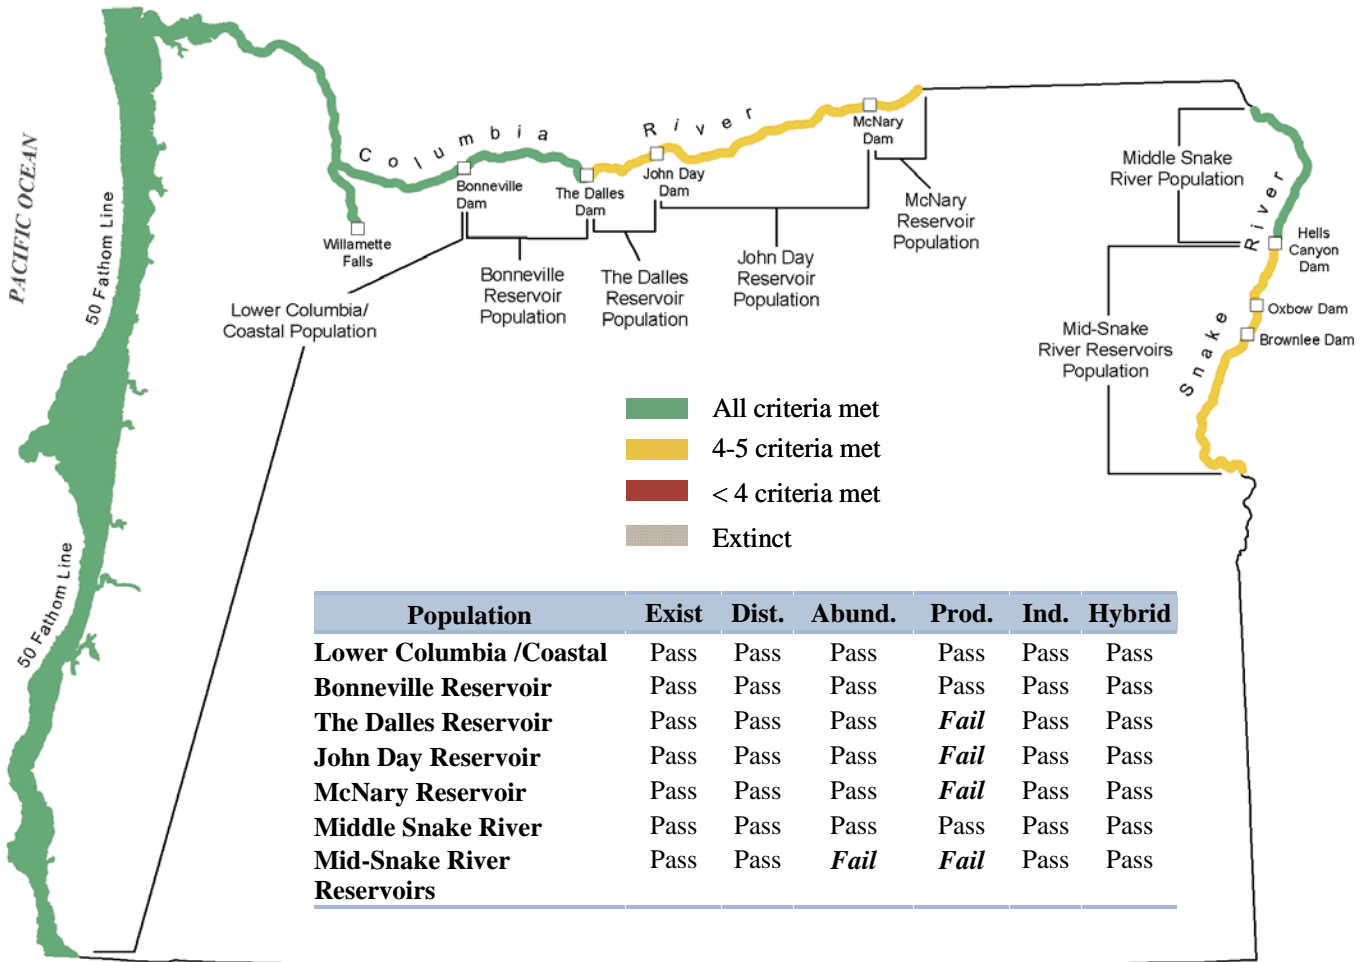 PACIFIC OCEAN
50 Fathom Line
50 Fathom Line
Columbia River
Willamette
Falls
Bonneville
Dam
The Dalles
Dam
John Day
Dam
McNary
Dam
Lower Columbia/
Coastal Population
Bonneville
Reservoir
Population
The Dalles
Reservoir
Population
John Day
Reservoir
Population
McNary
Reservoir
Population
Middle Snake
River Population
Snake River
Hells
Canyon
Dam
Oxbow Dam
Brownlee Dam
Mid-Snake
River Reservoirs
Population
All criteria met
4-5 criteria met
< 4 criteria met
Extinct
Population Exist Dist. Abund. Prod. Ind. Hybrid
Lower Columbia /Coastal Pass Pass Pass Pass Pass Pass
Bonneville Reservoir Pass Pass Pass Pass Pass Pass
The Dalles Reservoir Pass Pass Pass Fail Pass Pass
John Day Reservoir Pass Pass Pass Fail Pass Pass
McNary Reservoir Pass Pass Pass Fail Pass Pass
Middle Snake River Pass Pass Pass Pass Pass Pass
Mid-Snake River Pass Pass Fail Fail Pass Pass
Reservoirs